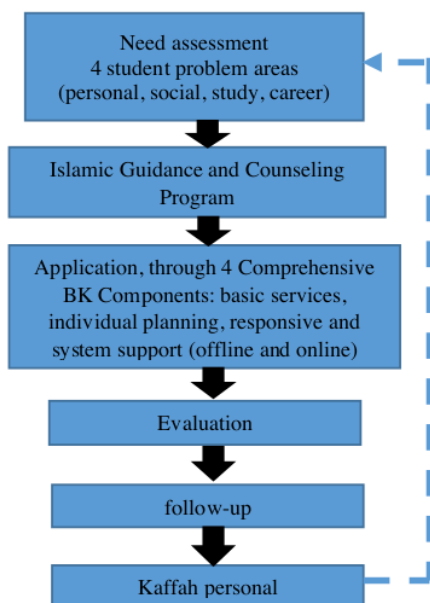 Need assessment
4 student problem areas
(personal, social, study, career)
Islamic Guidance and Counseling
Program
Application, through 4 Comprehensive
BK Components: basic services,
individual planning, responsive and
system support (offline and online)
Evaluation
follow-up
Kaffah personal